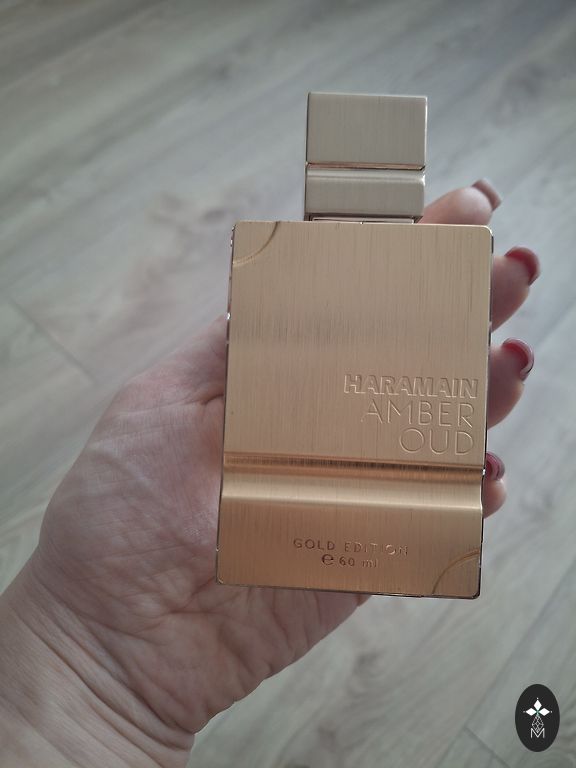 HARAMAIN
AMBER
OUD
GOLD EDITION
℮ 60 ml